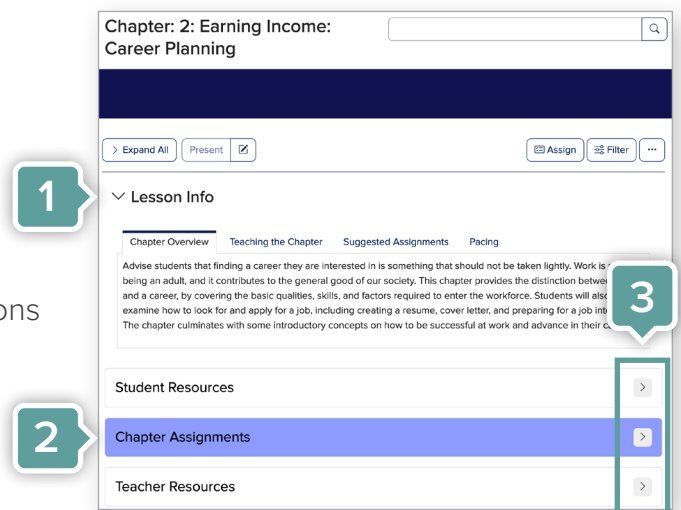 Chapter: 2: Earning Income:
Career Planning
Expand All
Present
Assign
Filter
1
Lesson Info
Chapter Overview
Teaching the Chapter
Suggested Assignments
Pacing
Advise students that finding a career they are interested in is something that should not be taken lightly. Work is
being an adult, and it contributes to the general good of our society. This chapter provides the distinction
and a career, by covering the basic qualities, skills, and factors required to enter the workforce. Students will
examine how to look for and apply for a job, including creating a resume, cover letter, and preparing for a job
The chapter culminates with some introductory concepts on how to be successful at work and advance in their
3
Student Resources
2
Chapter Assignments
Teacher Resources